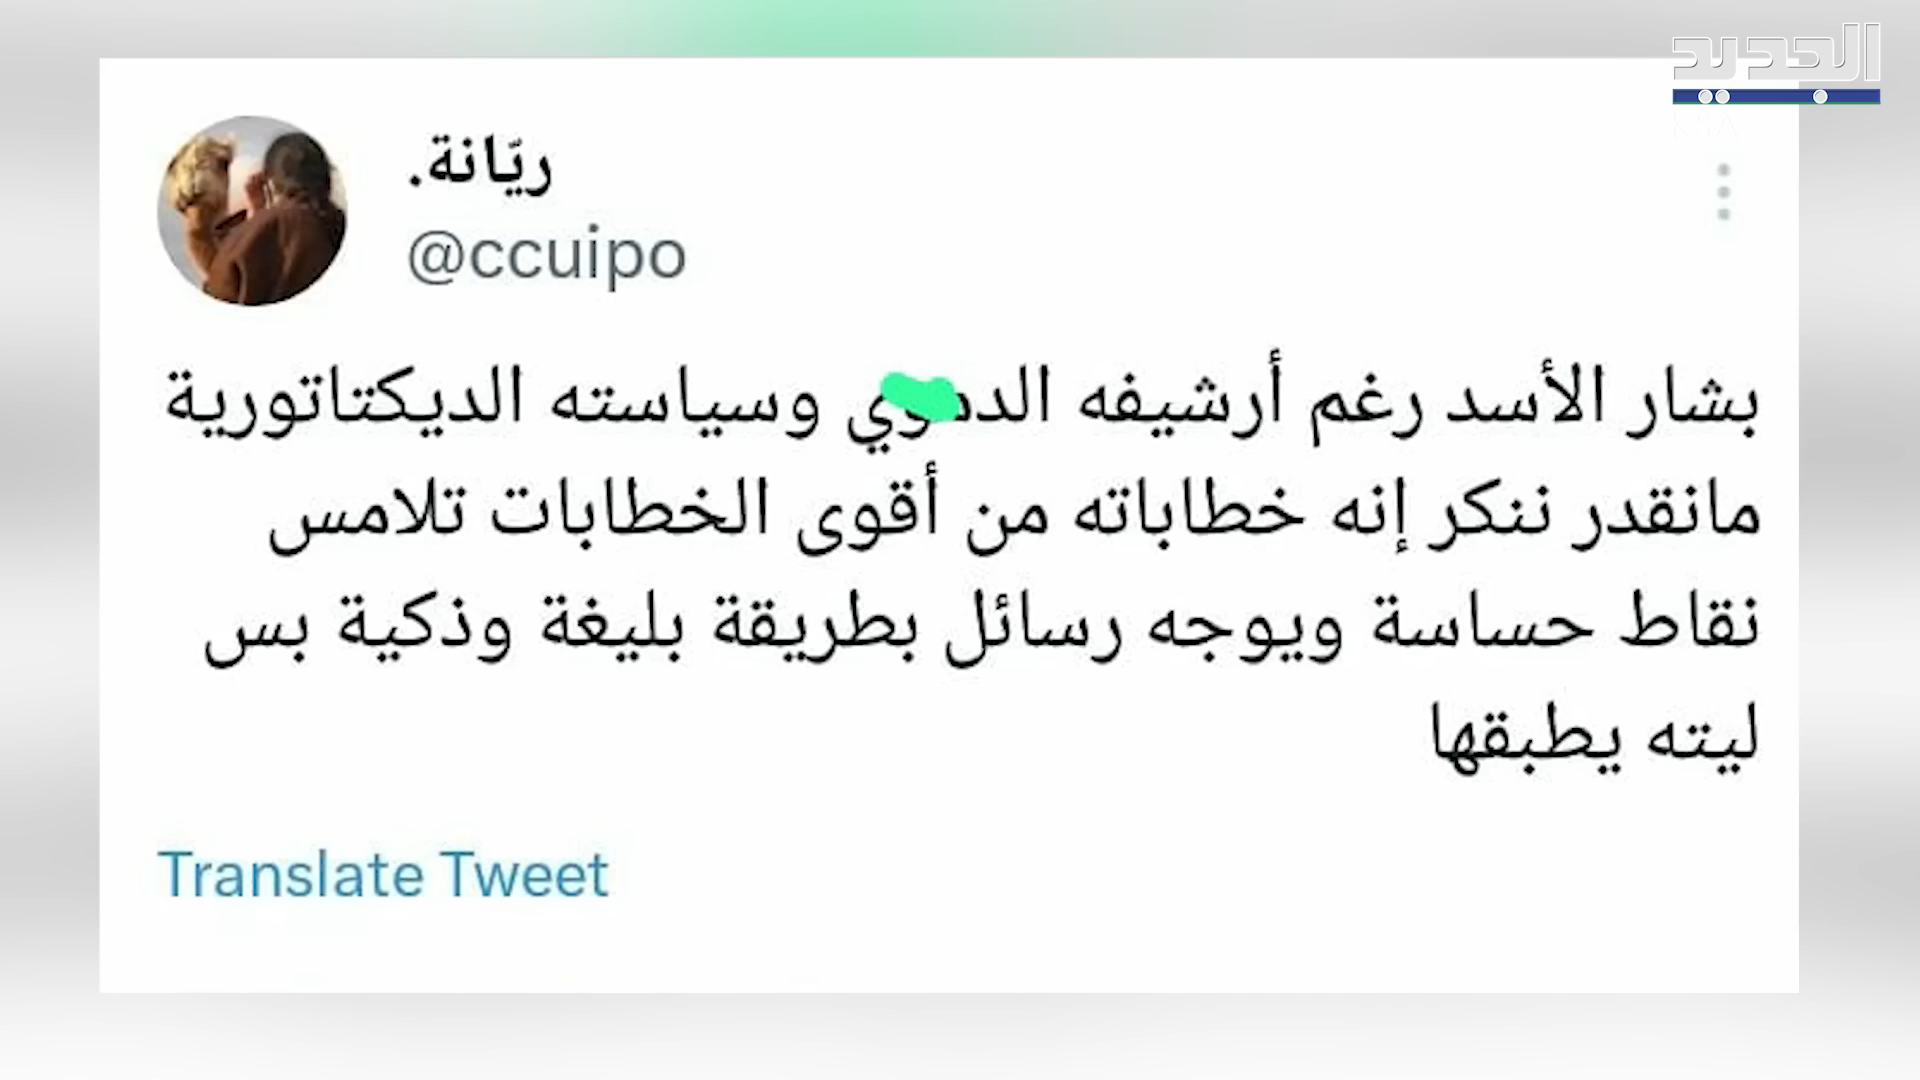 الجديد
ريّانة.
@ccuipo
بشار الأسد رغم أرشيفه وسياسته الديكتاتورية
مانقدر ننكر إنه خطاباته من أقوى الخطابات تلامس
نقاط حساسة ويوجه رسائل بطريقة بليغة وذكية بس
ليته يطبقها
Translate Tweet